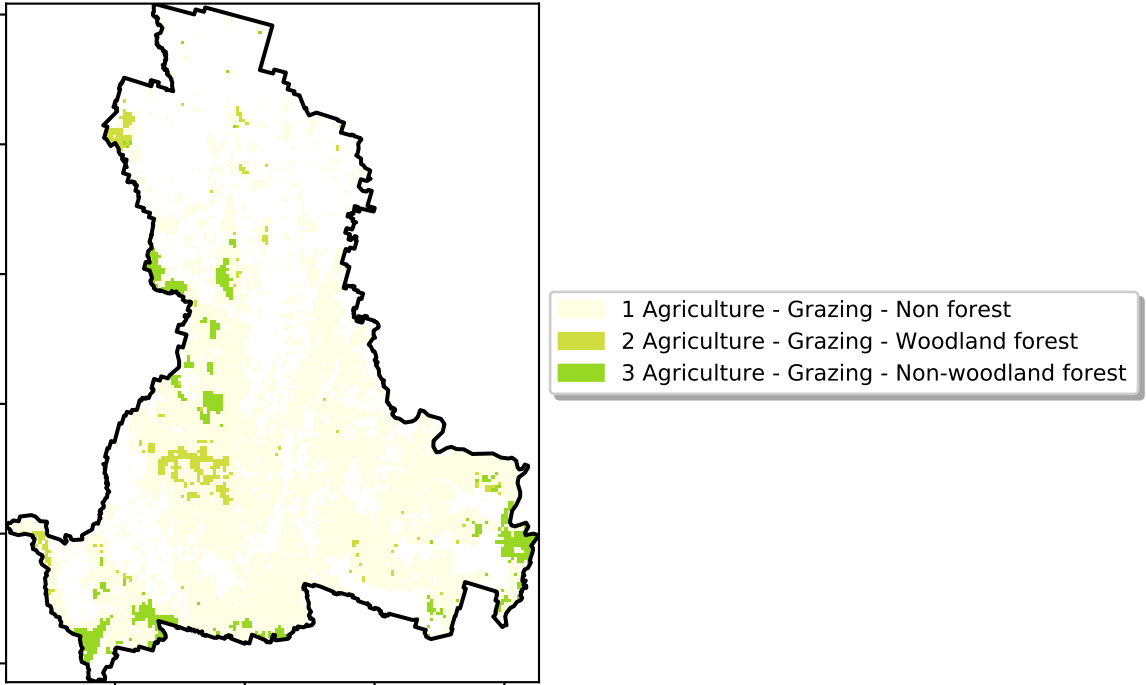 1 Agriculture - Grazing - Non forest
2 Agriculture - Grazing - Woodland forest
3 Agriculture - Grazing - Non-woodland forest